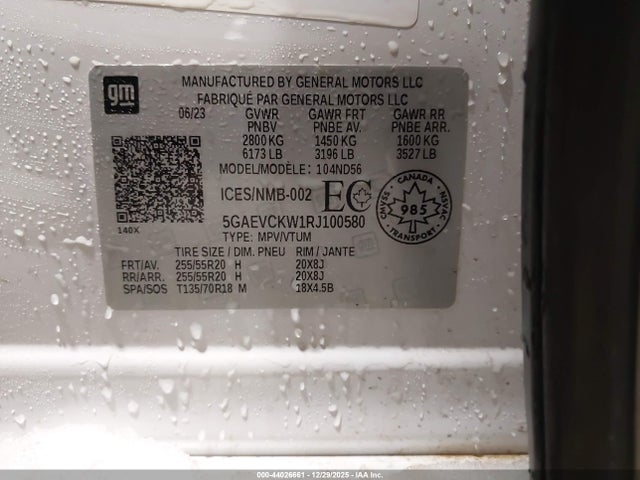 gm
MANUFACTURED BY GENERAL MOTORS LLC
FABRIQUÉ PAR GENERAL MOTORS LLC
06/23 GVWR GAWR FRT GAWR RR
PNBV PNBE AV. PNBE ARR.
2800 KG 1450 KG 1600 KG
6173 LB 3196 LB 3527 LB
MODEL/MODÈLE: 104ND56
ICES/NMB-002 EC
CANADA
985
NSVAC
TRANSPORT
CMVSS
5GAEVCKW1RJ100580
140X
TYPE: MPV/VTUM
TIRE SIZE / DIM. PNEU RIM / JANTE
FRT/AV. 255/55R20 H 20X8J
RR/ARR. 255/55R20 H 20X8J
SPA/SOS T135/70R18 M 18X4.5B
000-44026661 - 12/29/2025 - IAA Holdings, LLC.